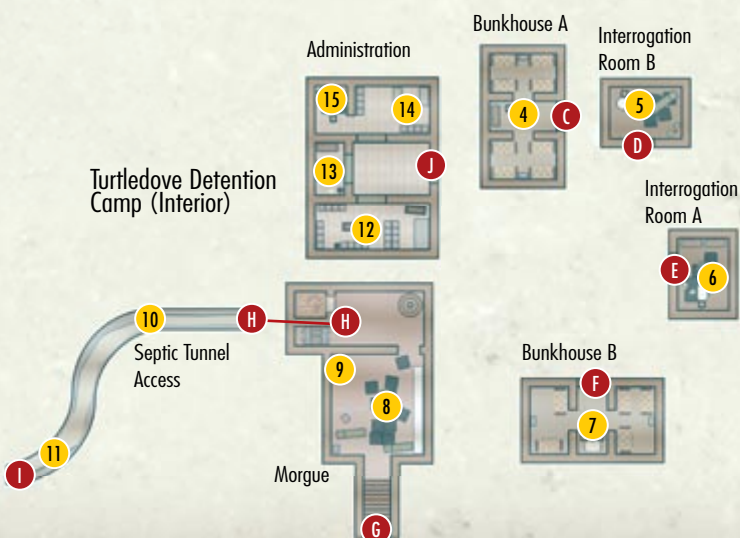 Bunkhouse A
Interrogation
Room B
Administration
15
14
4
C
5
D
13
J
Turtledove Detention
Camp (Interior)
12
Interrogation
Room A
E
6
10
H
H
Septic Tunnel
Access
9
8
Bunkhouse B
F
7
11
I
Morgue
G